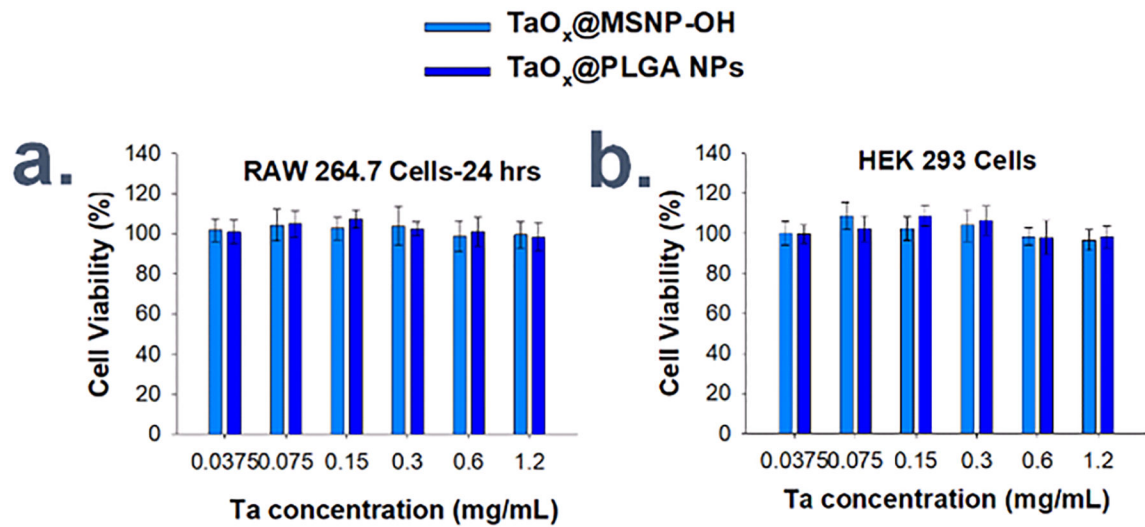 TaOx@MSNP-OH
TaOx@PLGA NPs
a.
RAW 264.7 Cells-24 hrs
Cell Viability (%)
140
120
100
80
60
40
20
0
0.0375 0.075 0.15 0.3 0.6 1.2
Ta concentration (mg/mL)
b.
HEK 293 Cells
Cell Viability (%)
140
120
100
80
60
40
20
0
0.0375 0.075 0.15 0.3 0.6 1.2
Ta concentration (mg/mL)